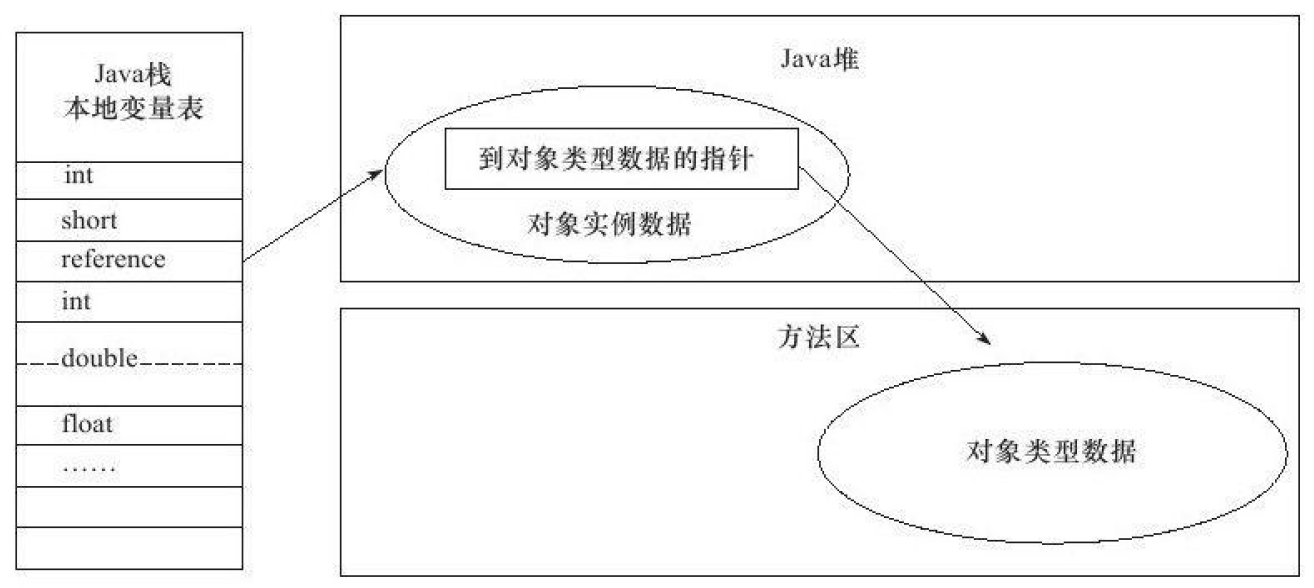 Java栈
本地变量表
int
short
reference
int
double
float
……
Java堆
到对象类型数据的指针
对象实例数据
方法区
对象类型数据